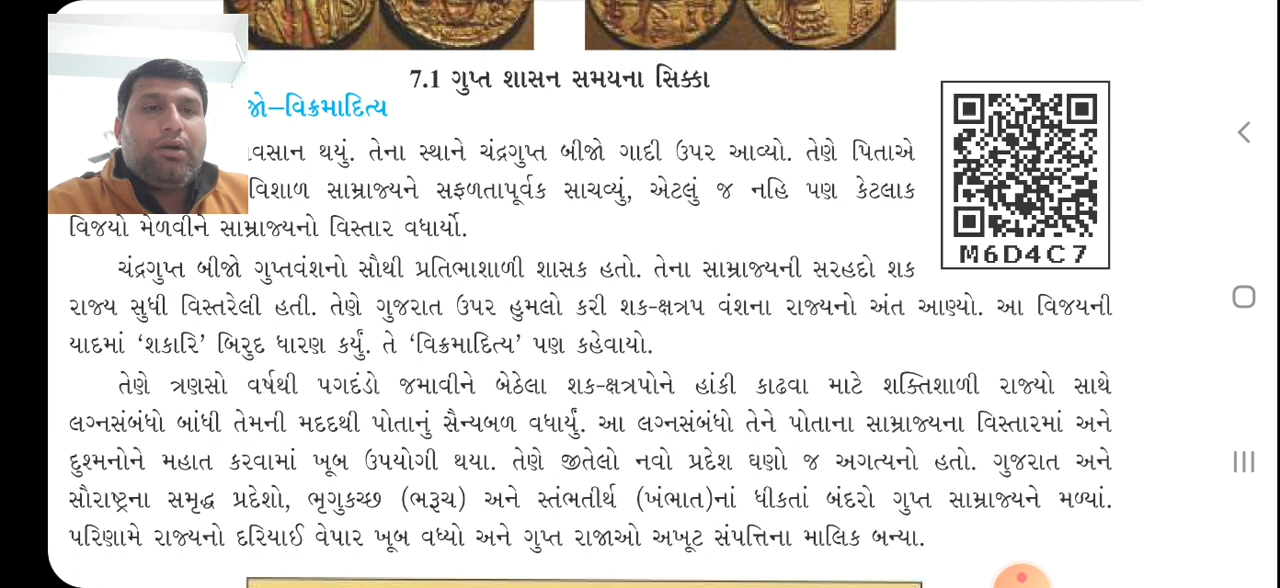 7.1 ગુપ્ત શાસન સમયના સિક્કા
જો–વિક્રમાદિત્ય
અવસાન થયું. તેના સ્થાને ચંદ્રગુપ્ત બીજો ગાદી ઉપર આવ્યો. તેણે પિતાએ
વિશાળ સામ્રાજ્યને સફળતાપૂર્વક સાચવ્યું, એટલું જ નહિ પણ કેટલાક
વિજયો મેળવીને સામ્રાજ્યનો વિસ્તાર વધાર્યો.
M6D4C7
ચંદ્રગુપ્ત બીજો ગુપ્તવંશનો સૌથી પ્રતિભાશાળી શાસક હતો. તેના સામ્રાજ્યની સરહદો શક
રાજ્ય સુધી વિસ્તરેલી હતી. તેણે ગુજરાત ઉપર હુમલો કરી શક-ક્ષત્રપ વંશના રાજ્યનો અંત આણ્યો. આ વિજયની
યાદમાં ‘શકારિ’ બિરુદ ધારણ કર્યું. તે ‘વિક્રમાદિત્ય’ પણ કહેવાયો.
તેણે ત્રણસો વર્ષથી પગદંડો જમાવીને બેઠેલા શક-ક્ષત્રપોને હાંકી કાઢવા માટે શક્તિશાળી રાજ્યો સાથે
લગ્નસંબંધો બાંધી તેમની મદદથી પોતાનું સૈન્યબળ વધાર્યું. આ લગ્નસંબંધો તેને પોતાના સામ્રાજ્યના વિસ્તારમાં અને
દુશ્મનોને મહાત કરવામાં ખૂબ ઉપયોગી થયા. તેણે જીતેલો નવો પ્રદેશ ઘણો જ અગત્યનો હતો. ગુજરાત અને
સૌરાષ્ટ્રના સમૃદ્ધ પ્રદેશો, ભૃગુકચ્છ (ભરૂચ) અને સ્તંભતીર્થ (ખંભાત)નાં ધીકતાં બંદરો ગુપ્ત સામ્રાજ્યને મળ્યાં.
પરિણામે રાજ્યનો દરિયાઈ વેપાર ખૂબ વધ્યો અને ગુપ્ત રાજાઓ અખૂટ સંપત્તિના માલિક બન્યા.